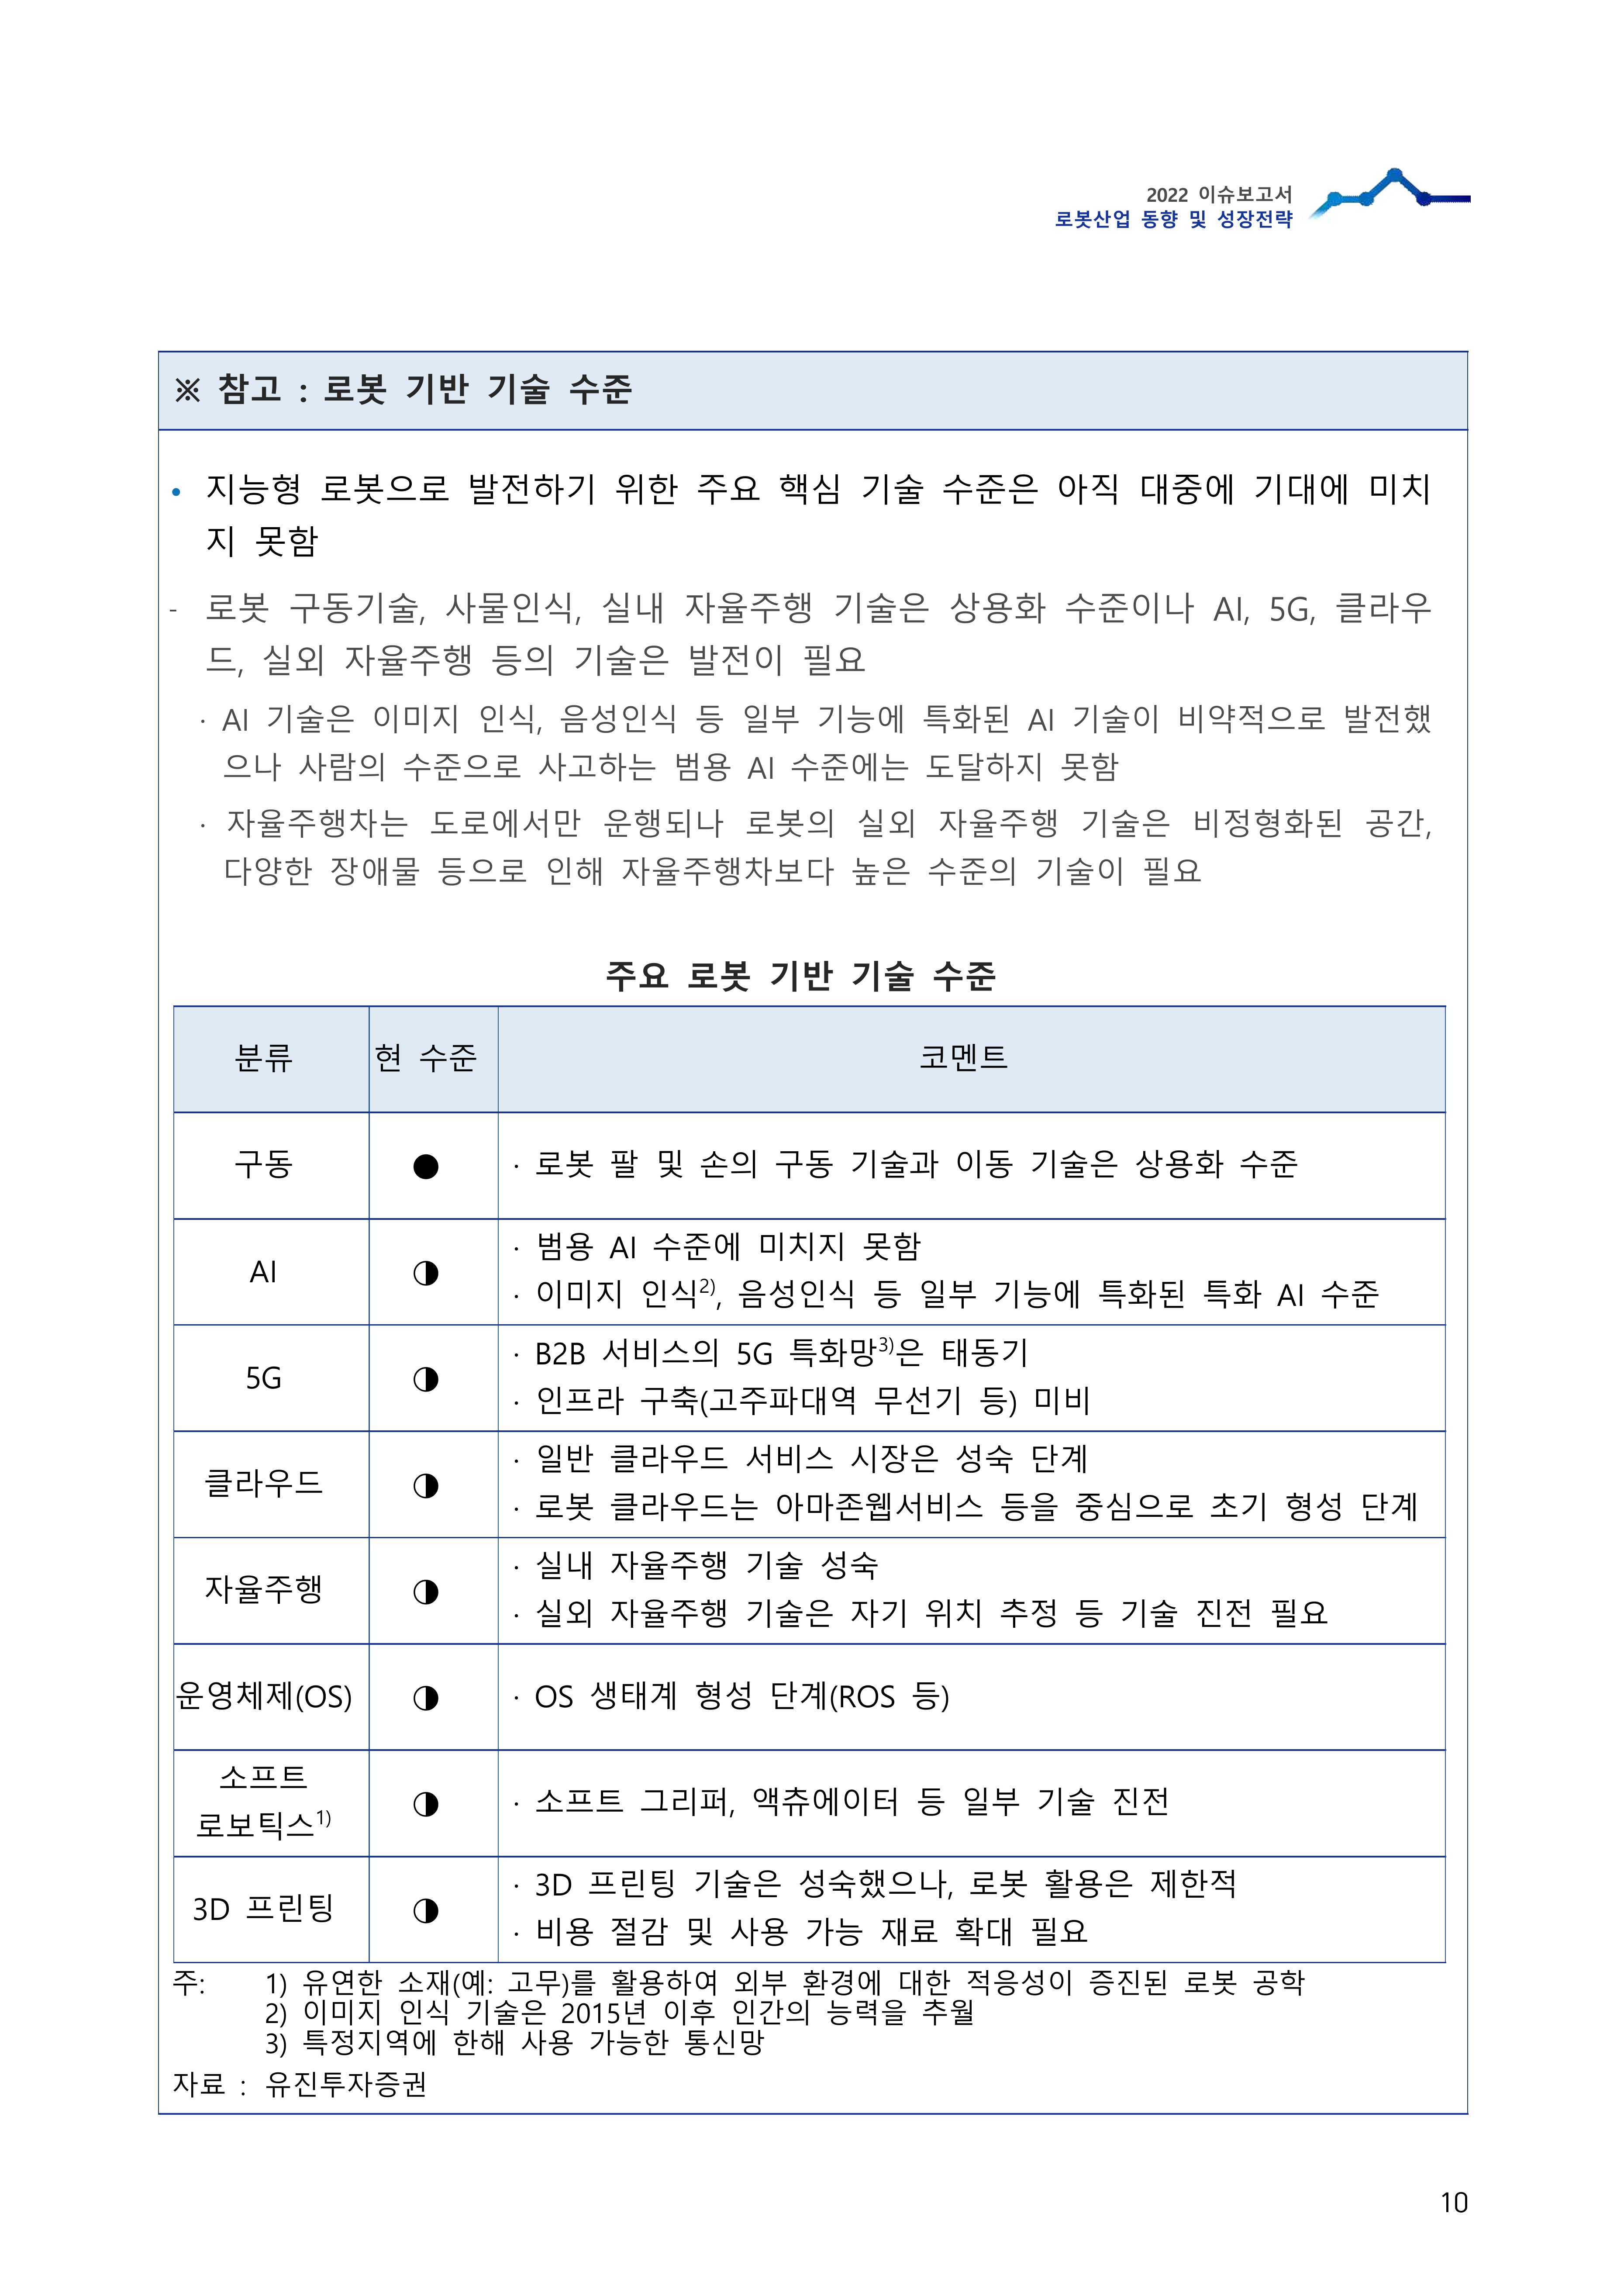 2022 이슈보고서
로봇산업 동향 및 성장전략
※ 참고 : 로봇 기반 기술 수준
• 지능형 로봇으로 발전하기 위한 주요 핵심 기술 수준은 아직 대중에 기대에 미치
지 못함
- 로봇 구동기술, 사물인식, 실내 자율주행 기술은 상용화 수준이나 AI, 5G, 클라우
드, 실외 자율주행 등의 기술은 발전이 필요
· AI 기술은 이미지 인식, 음성인식 등 일부 기능에 특화된 AI 기술이 비약적으로 발전했
으나 사람의 수준으로 사고하는 범용 AI 수준에는 도달하지 못함
· 자율주행차는 도로에서만 운행되나 로봇의 실외 자율주행 기술은 비정형화된 공간,
다양한 장애물 등으로 인해 자율주행차보다 높은 수준의 기술이 필요
주요 로봇 기반 기술 수준
분류 현 수준 코멘트
구동 ● · 로봇 팔 및 손의 구동 기술과 이동 기술은 상용화 수준
AI ◑ · 범용 AI 수준에 미치지 못함
· 이미지 인식2), 음성인식 등 일부 기능에 특화된 특화 AI 수준
5G ◑ · B2B 서비스의 5G 특화망3)은 태동기
· 인프라 구축(고주파대역 무선기 등) 미비
클라우드 ◑ · 일반 클라우드 서비스 시장은 성숙 단계
· 로봇 클라우드는 아마존웹서비스 등을 중심으로 초기 형성 단계
자율주행 ◑ · 실내 자율주행 기술 성숙
· 실외 자율주행 기술은 자기 위치 추정 등 기술 진전 필요
운영체제(OS) ◑ · OS 생태계 형성 단계(ROS 등)
소프트
로보틱스1) ◑ · 소프트 그리퍼, 액츄에이터 등 일부 기술 진전
3D 프린팅 ◑ · 3D 프린팅 기술은 성숙했으나, 로봇 활용은 제한적
· 비용 절감 및 사용 가능 재료 확대 필요
주: 1) 유연한 소재(예: 고무)를 활용하여 외부 환경에 대한 적응성이 증진된 로봇 공학
2) 이미지 인식 기술은 2015년 이후 인간의 능력을 추월
3) 특정지역에 한해 사용 가능한 통신망
자료 : 유진투자증권
10